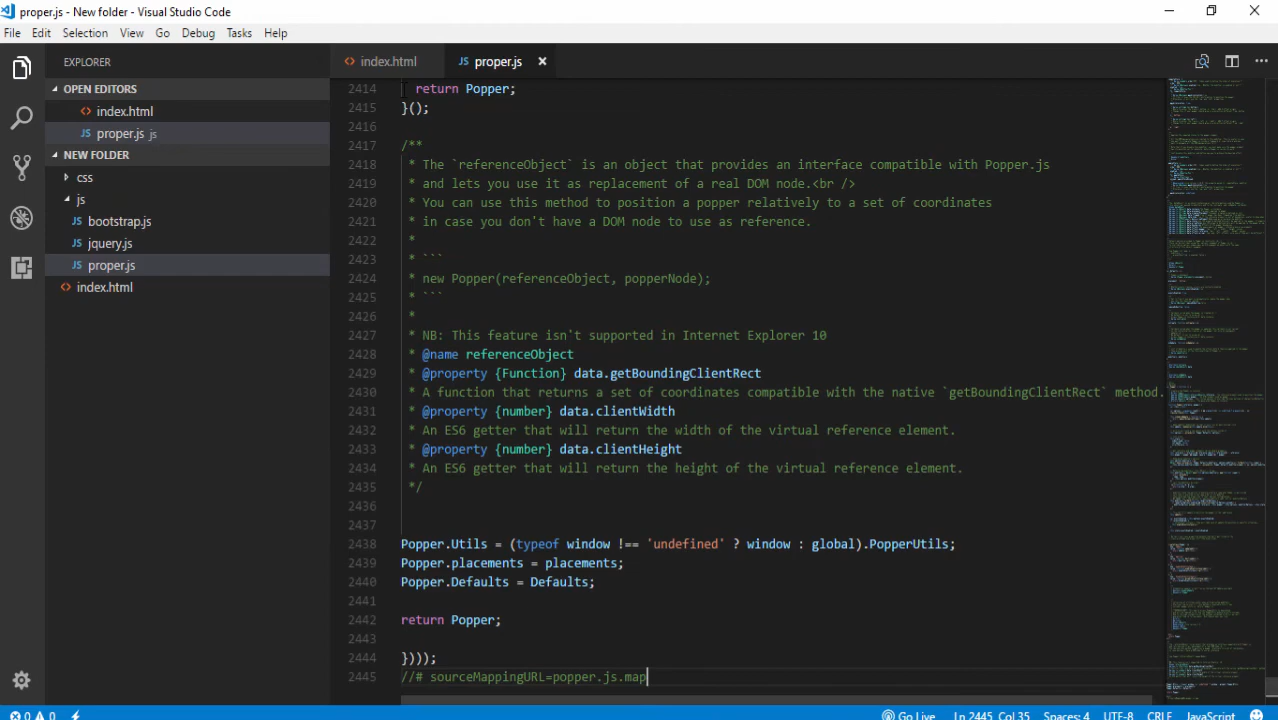 proper.js - New folder - Visual Studio Code
File Edit Selection View Go Debug Tasks Help
EXPLORER
OPEN EDITORS
index.html
proper.js js
NEW FOLDER
css
js
bootstrap.js
jquery.js
proper.js
index.html
index.html
proper.js
2414 return Popper;
2415 }();
2416
2417 /**
2418 * The `referenceObject` is an object that provides an interface compatible with Popper.js
2419 * and lets you use it as replacement of a real DOM node.<br />
2420 * You can use this method to position a popper relatively to a set of coordinates
2421 * in case you don't have a DOM node to use as reference.
2422 *
2423 * ```
2424 * new Popper(referenceObject, popperNode);
2425 * ```
2426 *
2427 * NB: This feature isn't supported in Internet Explorer 10
2428 * @name referenceObject
2429 * @property {Function} data.getBoundingClientRect
2430 * A function that returns a set of coordinates compatible with the native `getBoundingClientRect` method.
2431 * @property {number} data.clientWidth
2432 * An ES6 getter that will return the width of the virtual reference element.
2433 * @property {number} data.clientHeight
2434 * An ES6 getter that will return the height of the virtual reference element.
2435 */
2436
2437
2438 Popper.Utils = (typeof window !== 'undefined' ? window : global).PopperUtils;
2439 Popper.placements = placements;
2440 Popper.Defaults = Defaults;
2441
2442 return Popper;
2443
2444 })));
2445 //# sourceMappingURL=popper.js.map
0 0 Go Live Ln 2445, Col 35 Spaces: 4 UTF-8 CRLF JavaScript